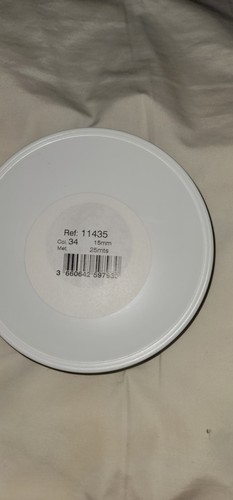 Ref: 11435
Col. 34 15mm
Met. 25mts